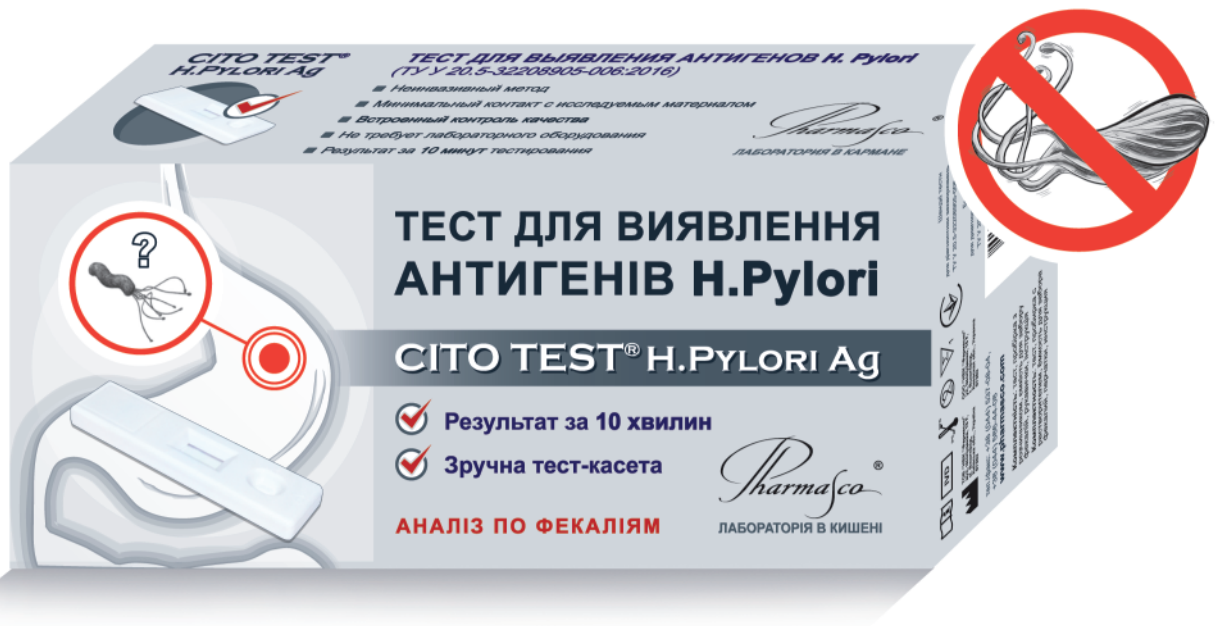 CITO TEST®
H.PYLORI Ag
ТЕСТ ДЛЯ ВЫЯВЛЕНИЯ АНТИГЕНОВ H. Pylori
(ТУ У 20.5-32208905-006:2016)
Неинвазивный метод
Минимальный контакт с исследуемым материалом
Встроенный контроль качества
Не требует лабораторного оборудования
Результат за 10 минут тестирования
Pharmasco®
ЛАБОРАТОРИЯ В КАРМАНЕ
?
ТЕСТ ДЛЯ ВИЯВЛЕННЯ
АНТИГЕНІВ H.Pylori
CITO TEST® H.PYLORI Ag
Результат за 10 хвилин
Зручна тест-касета
АНАЛІЗ ПО ФЕКАЛІЯМ
Pharmasco®
ЛАБОРАТОРІЯ В КИШЕНІ
IVD
www.pharmasco.com